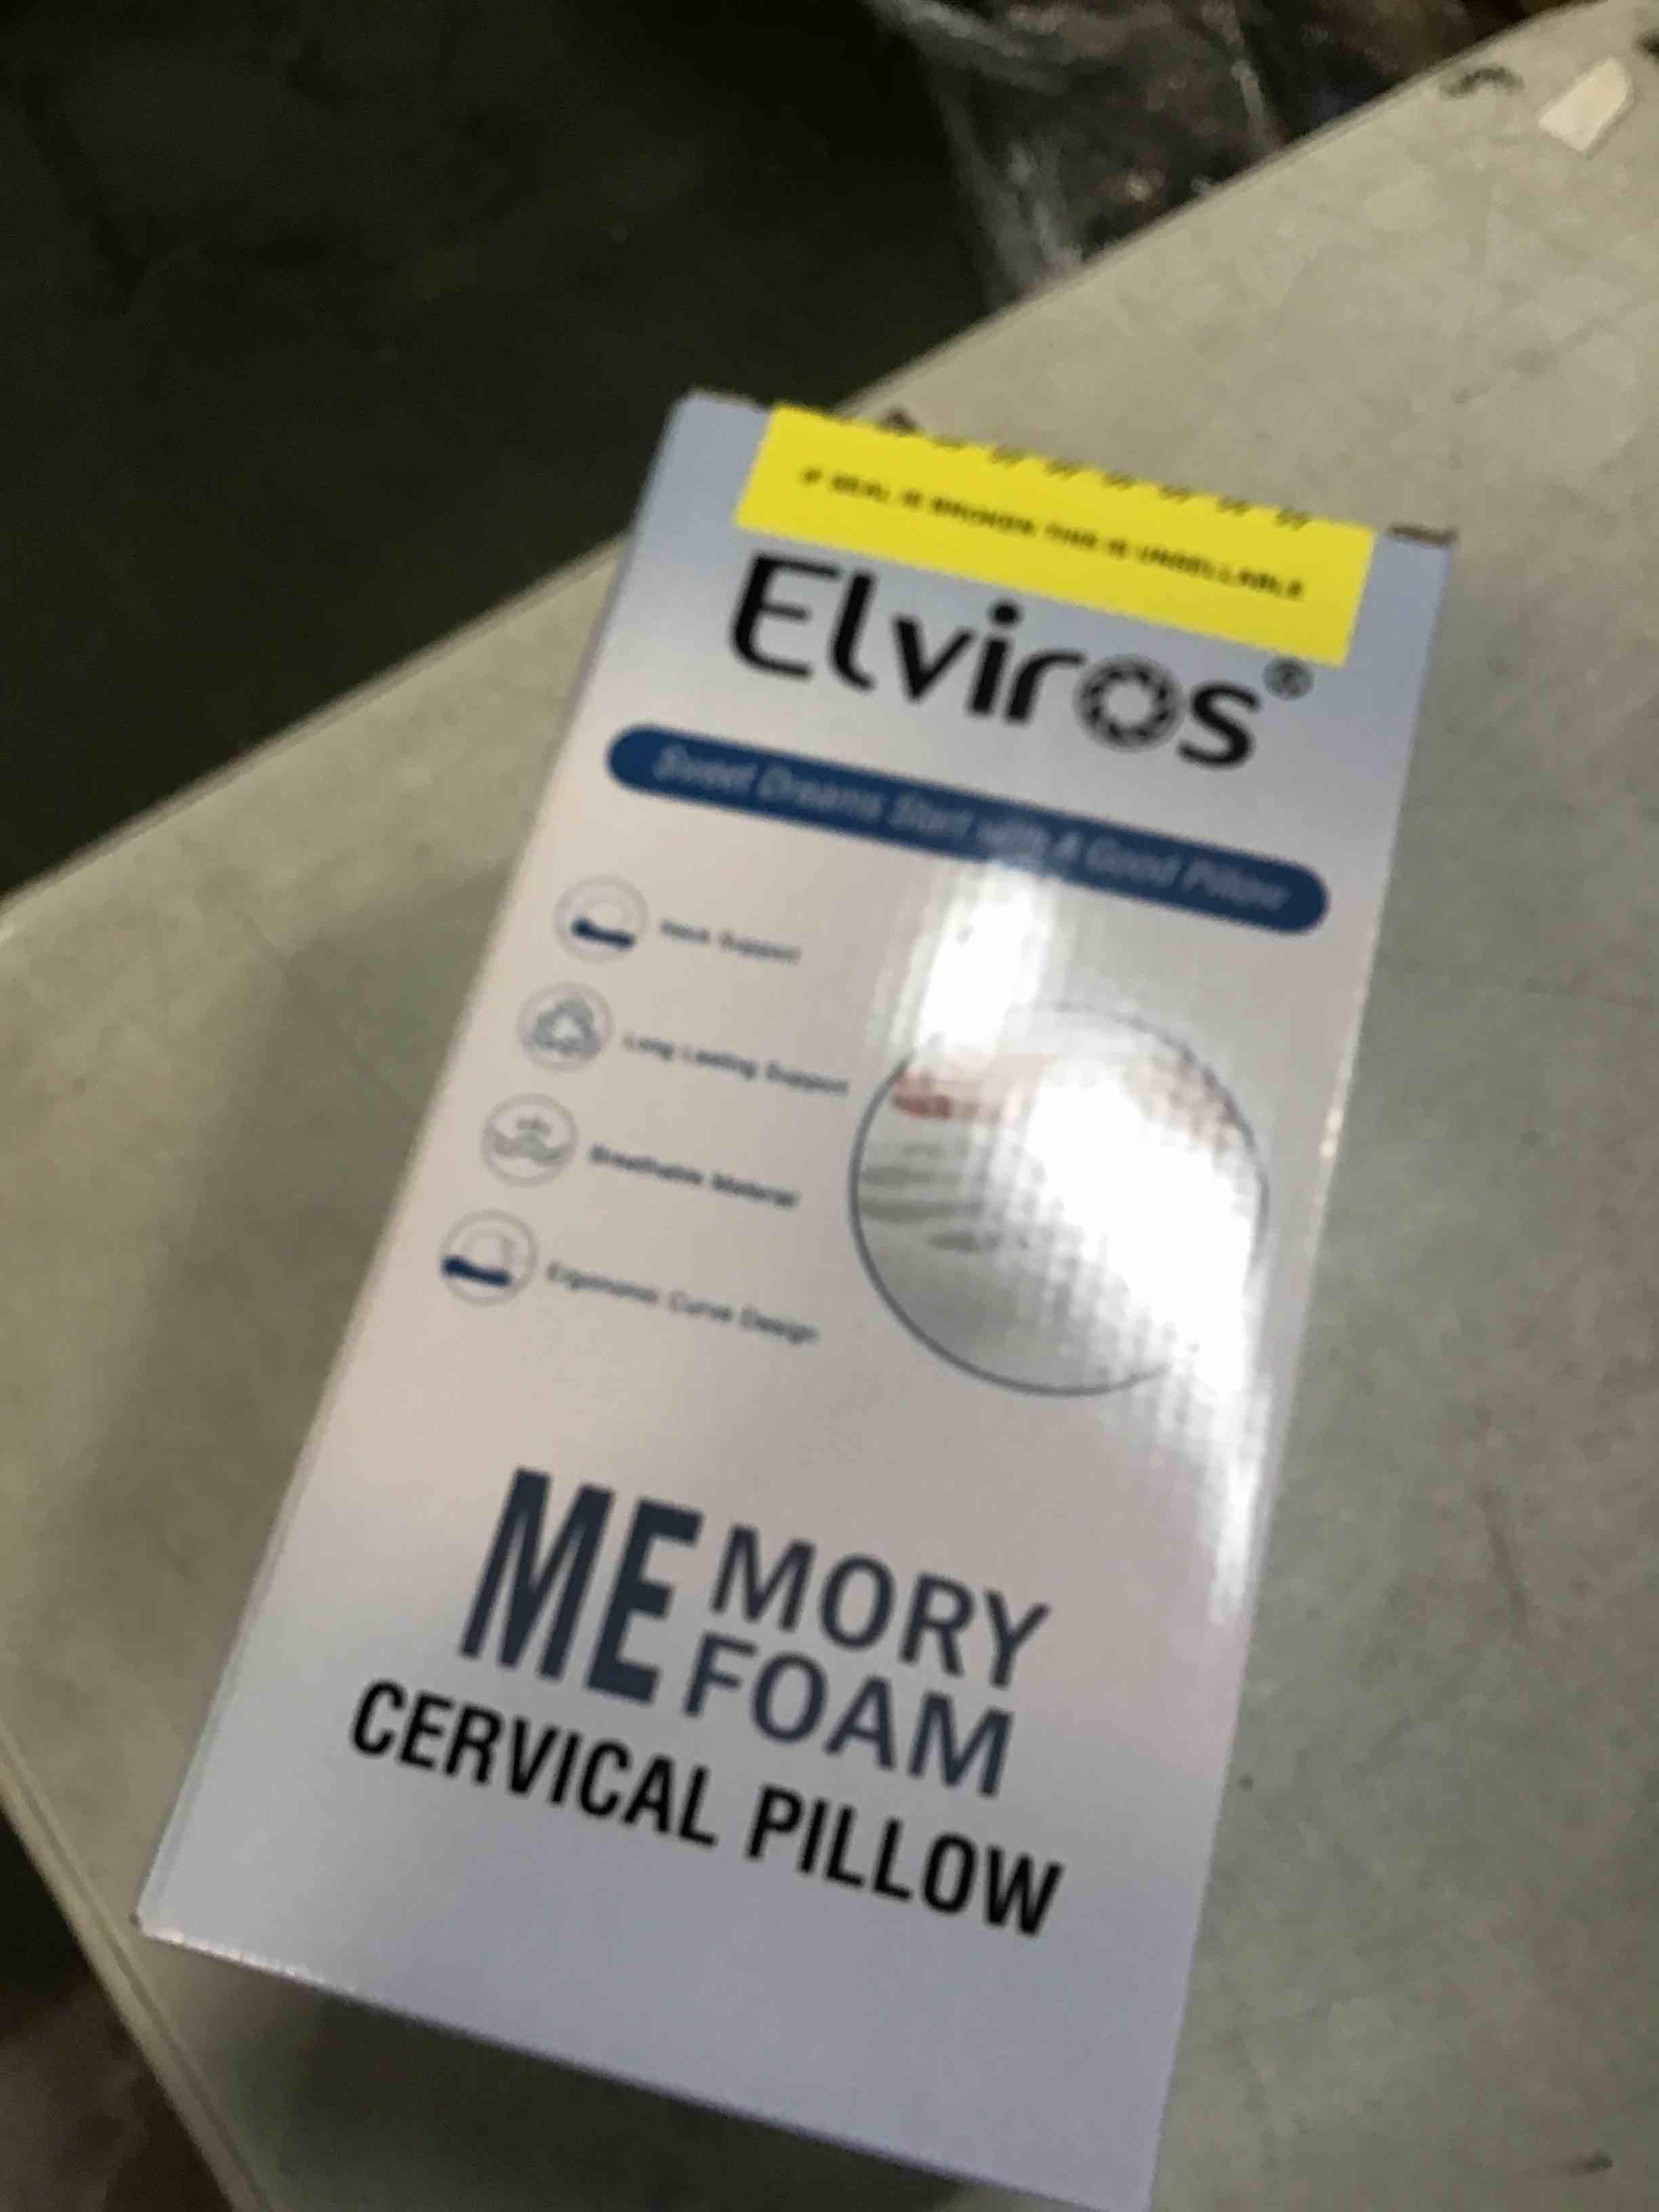 IF SEAL IS BROKEN THIS IS UNSELLABLE
Elviros®
Sweet Dreams Start with A Good Pillow
Neck Support
Long Lasting Support
Breathable Material
Ergonomic Curve Design
MEMORY
FOAM
CERVICAL PILLOW